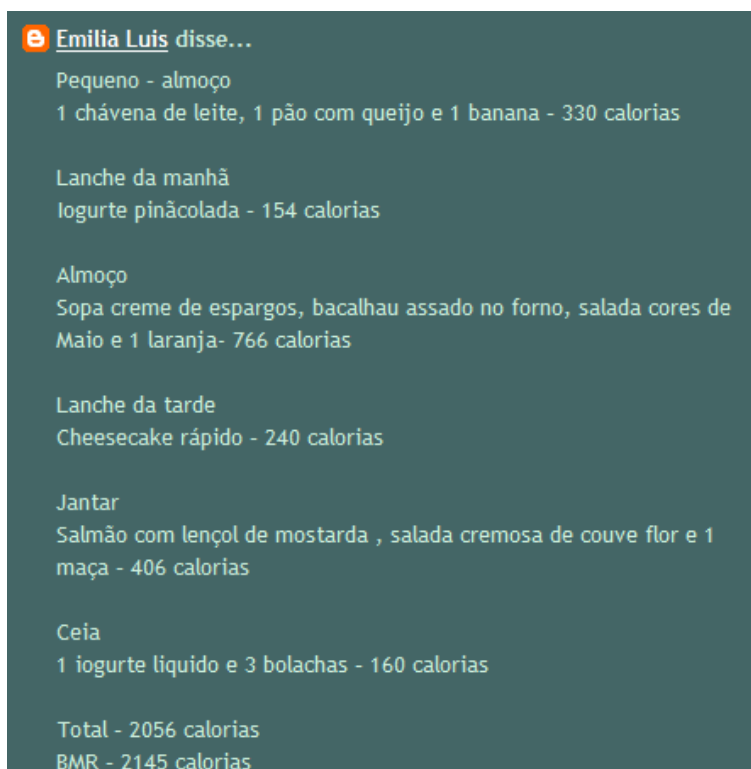 Emilia Luis disse...
Pequeno - almoço
1 chávena de leite, 1 pão com queijo e 1 banana - 330 calorias
Lanche da manhã
Iogurte pinãcolada - 154 calorias
Almoço
Sopa creme de espargos, bacalhau assado no forno, salada cores de
Maio e 1 laranja- 766 calorias
Lanche da tarde
Cheesecake rápido - 240 calorias
Jantar
Salmão com lençol de mostarda , salada cremosa de couve flor e 1
maça - 406 calorias
Ceia
1 iogurte liquido e 3 bolachas - 160 calorias
Total - 2056 calorias
BMR - 2145 calorias